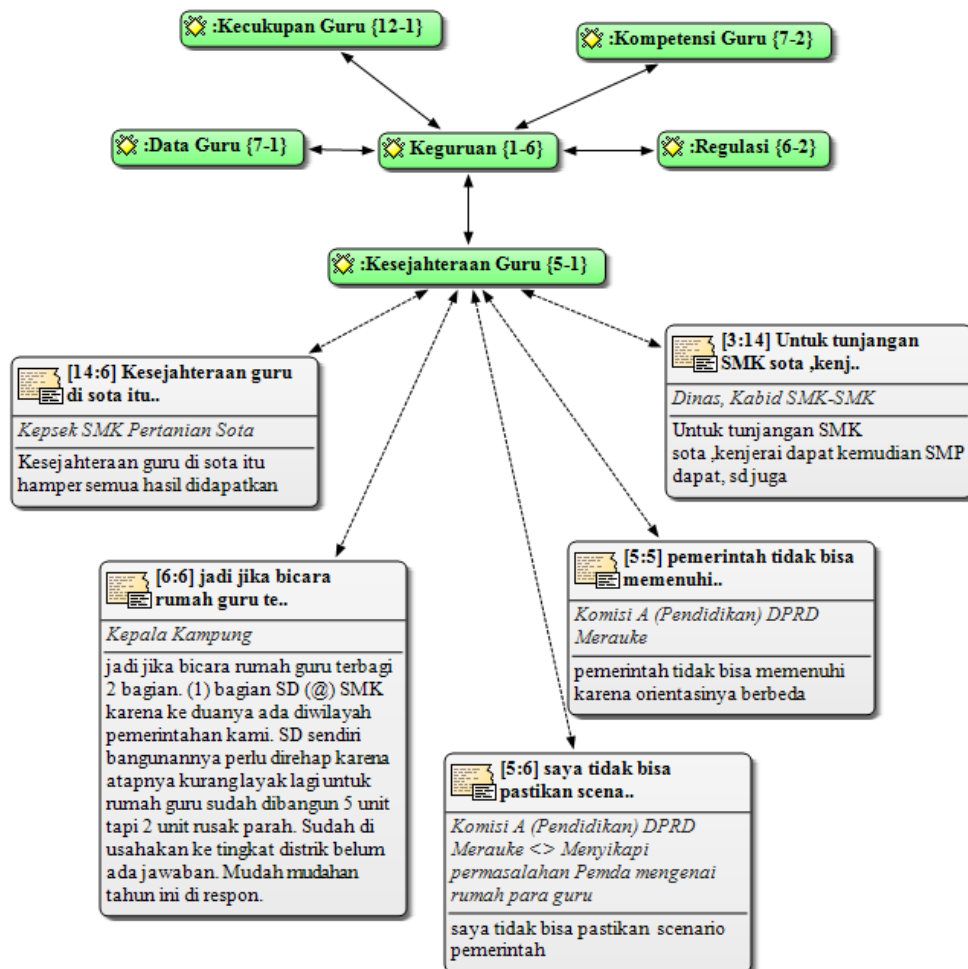 :Kecukupan Guru {12-1}
:Kompetensi Guru {7-2}
:Data Guru {7-1}
Keguruan {1-6}
:Regulasi {6-2}
:Kesejahteraan Guru {5-1}
[14:6] Kesejahteraan guru
di sota itu..
Kepsek SMK Pertanian Sota
Kesejahteraan guru di sota itu
hamper semua hasil didapatkan
[3:14] Untuk tunjangan
SMK sota ,kenj..
Dinas, Kabid SMK-SMK
Untuk tunjangan SMK
sota ,kenjerai dapat kemudian SMP
dapat, sd juga
[6:6] jadi jika bicara
rumah guru te..
Kepala Kampung
jadi jika bicara rumah guru terbagi
2 bagian. (1) bagian SD (@) SMK
karena ke duanya ada diwilayah
pemerintahan kami. SD sendiri
bangunannya perlu direhap karena
atapnya kurang layak lagi untuk
rumah guru sudah dibangun 5 unit
tapi 2 unit rusak parah. Sudah di
usahakan ke tingkat distrik belum
ada jawaban. Mudah mudahan
tahun ini di respon.
[5:5] pemerintah tidak bisa
memenuhi..
Komisi A (Pendidikan) DPRD
Merauke
pemerintah tidak bisa memenuhi
karena orientasinya berbeda
[5:6] saya tidak bisa
pastikan scena..
Komisi A (Pendidikan) DPRD
Merauke <> Menyikapi
permasalahan Pemda mengenai
rumah para guru
saya tidak bisa pastikan scenario
pemerintah